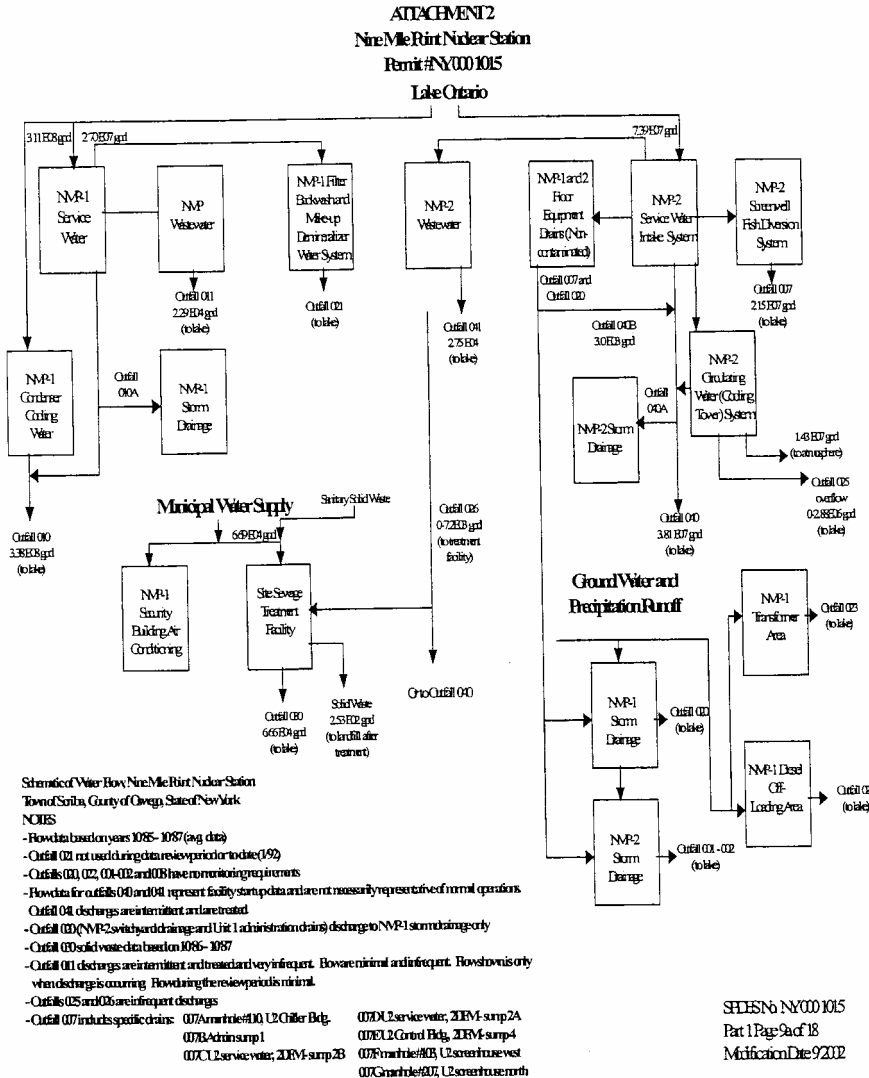 ATTACHMENT 2
Nine Mile Point Nuclear Station
Permit # NY000 1015
Lake Ontario
3.11E08 gpd
2.70E07 gpd
7.39E07 gpd
NMP-1
Service
Water
NMP
Wastewater
NMP-1 Filter
Backwash and
Make-up
Demineralizer
Water System
NMP-2
Wastewater
NMP-1 and 2
Floor
Equipment
Drains (Non-
contaminated)
NMP-2
Service Water
Intake System
NMP-2
Screenwell
Fish Diversion
System
Outfall 011
2.29E04 gpd
(to lake)
Outfall 021
(to lake)
Outfall 041
2.75E04
(to lake)
Outfall 007 and
Outfall 020
Outfall 007
2.15E07 gpd
(to lake)
Outfall 040B
3.0E03 gpd
NMP-1
Condenser
Cooling
Water
Outfall
010A
NMP-1
Storm
Drainage
NMP-2 Storm
Drainage
Outfall
040A
NMP-2
Circulating
Water (Cooling
Tower) System
1.43E07 gpd
(to atmosphere)
Outfall 025
overflow
0-2.88E06 gpd
(to lake)
Outfall 010
3.38E08 gpd
(to lake)
Municipal Water Supply
Sanitary Solid Waste
6.69E04 gpd
Outfall 026
0-7.2E03 gpd
(to treatment
facility)
Outfall 040
3.81E07 gpd
(to lake)
NMP-1
Security
Building Air
Conditioning
Site Sewage
Treatment
Facility
Ground Water and
Precipitation Runoff
NMP-1
Transformer
Area
Outfall 023
(to lake)
Outfall 030
6.66E04 gpd
(to lake)
Solid Waste
2.53E02 gpd
(to landfill after
treatment)
On to Outfall 040
NMP-1
Storm
Drainage
Outfall 020
(to lake)
NMP-1 Diesel
Off-
Loading Area
Outfall 02
(to lake)
NMP-2
Storm
Drainage
Outfall 001 - 002
(to lake)
Schematic of Water Flow, Nine Mile Point Nuclear Station
Town of Scriba, County of Oswego, State of New York
NOTES
- Flow data based on years 10/85 - 10/87 (avg. data)
- Outfall 021 not used during data review period or to date (1/92)
- Outfalls 020, 022, 001-002 and 008 have no monitoring requirements
- Flow data for outfalls 040 and 041 represent facility startup data and are not necessarily representative of normal operations.
Outfall 041 discharges are intermittent and are treated.
- Outfall 020 (NMP-2 switchyard drainage and Unit 1 administration drains) discharge to NMP-1 storm drainage only
- Outfall 030 solid waste data based on 10/86 - 10/87
- Outfall 011 discharges are intermittent and treated and very infrequent. Flow are minimal and infrequent. Flow shown is only
when discharge is occurring. Flow during the review period is minimal.
- Outfalls 025 and 026 are infrequent discharges
- Outfall 007 includes specific drains: 007A manhole #110, U2 Chiller Bldg.
007B Admin sump 1
007C U2 service water, 2DFM-sump 2B
007D U2 service water, 2DFM-sump 2A
007E U2 Control Bldg, 2DFM-sump 4
007F manhole #103, U2 screenhouse west
007G manhole #207, U2 screenhouse north
SPDES No. NY 000 1015
Part 1 Page 9a of 18
Modification Date 9/2002